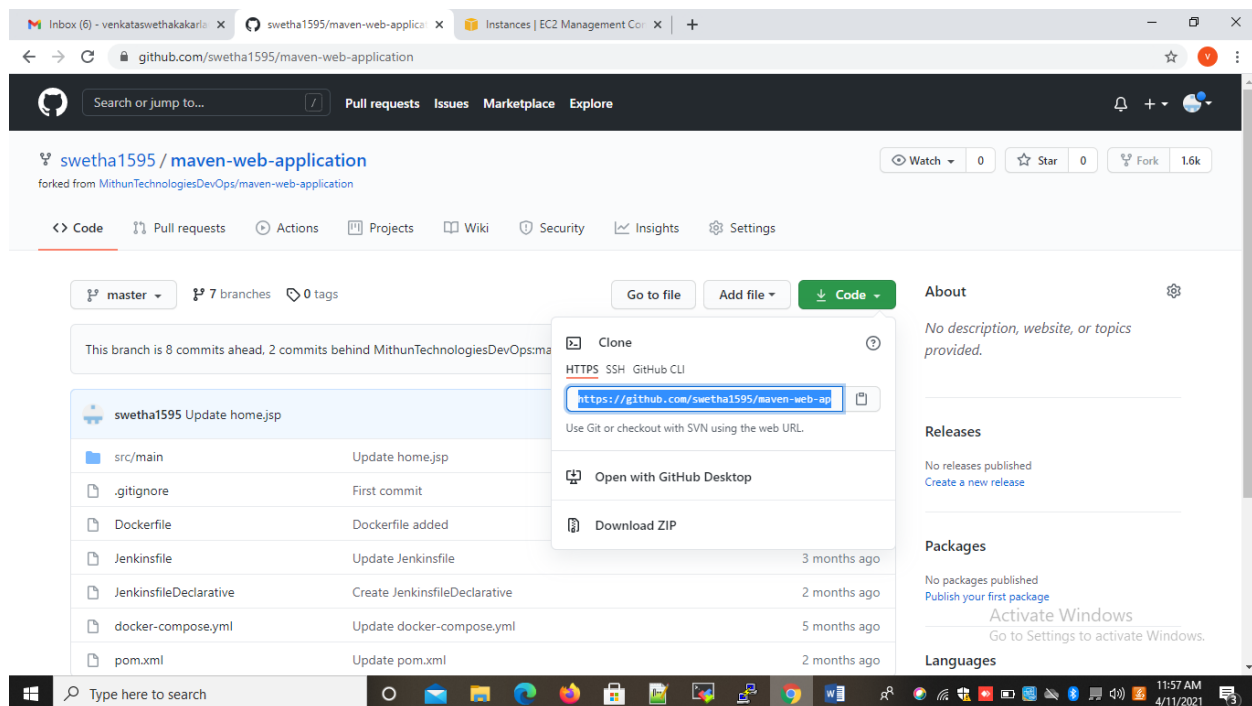 Inbox (6) - venkataswethakakarla
swetha1595/maven-web-applicat
Instances | EC2 Management Con
github.com/swetha1595/maven-web-application
V
Search or jump to...
/
Pull requests Issues Marketplace Explore
swetha1595 / maven-web-application
forked from MithunTechnologiesDevOps/maven-web-application
Watch 0 Star 0 Fork 1.6k
Code Pull requests Actions Projects Wiki Security Insights Settings
master 7 branches 0 tags
Go to file Add file Code
This branch is 8 commits ahead, 2 commits behind MithunTechnologiesDevOps:ma
Clone
HTTPS SSH GitHub CLI
https://github.com/swetha1595/maven-web-ap
Use Git or checkout with SVN using the web URL.
Open with GitHub Desktop
Download ZIP
swetha1595 Update home.jsp
src/main Update home.jsp
.gitignore First commit
Dockerfile Dockerfile added
Jenkinsfile Update Jenkinsfile 3 months ago
JenkinsfileDeclarative Create JenkinsfileDeclarative 2 months ago
docker-compose.yml Update docker-compose.yml 5 months ago
pom.xml Update pom.xml 2 months ago
About
No description, website, or topics
provided.
Releases
No releases published
Create a new release
Packages
No packages published
Publish your first package
Languages
Activate Windows
Go to Settings to activate Windows.
Type here to search
11:57 AM
4/11/2021
3